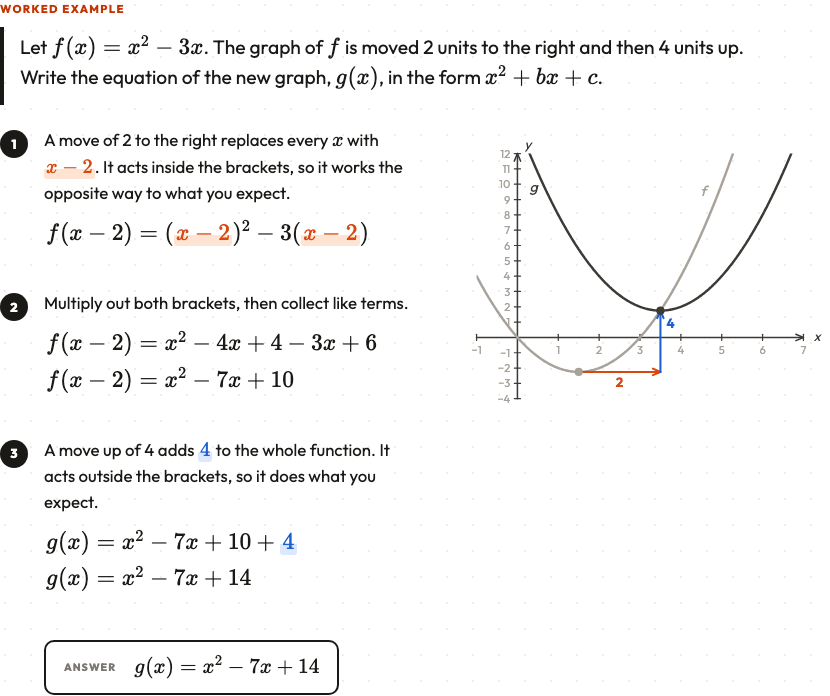 WORKED EXAMPLE
Let f(x) = x² − 3x. The graph of f is moved 2 units to the right and then 4 units up.
Write the equation of the new graph, g(x), in the form x² + bx + c.
1 A move of 2 to the right replaces every x with
x − 2. It acts inside the brackets, so it works the
opposite way to what you expect.
f(x − 2) = (x − 2)² − 3(x − 2)
2 Multiply out both brackets, then collect like terms.
f(x − 2) = x² − 4x + 4 − 3x + 6
f(x − 2) = x² − 7x + 10
3 A move up of 4 adds 4 to the whole function. It
acts outside the brackets, so it does what you
expect.
g(x) = x² − 7x + 10 + 4
g(x) = x² − 7x + 14
ANSWER g(x) = x² − 7x + 14
y
12
11
10
9
8
7
6
5
4
3
2
1
−1
−2
−3
−4
g
f
4
2
−1 1 2 3 4 5 6 7 x